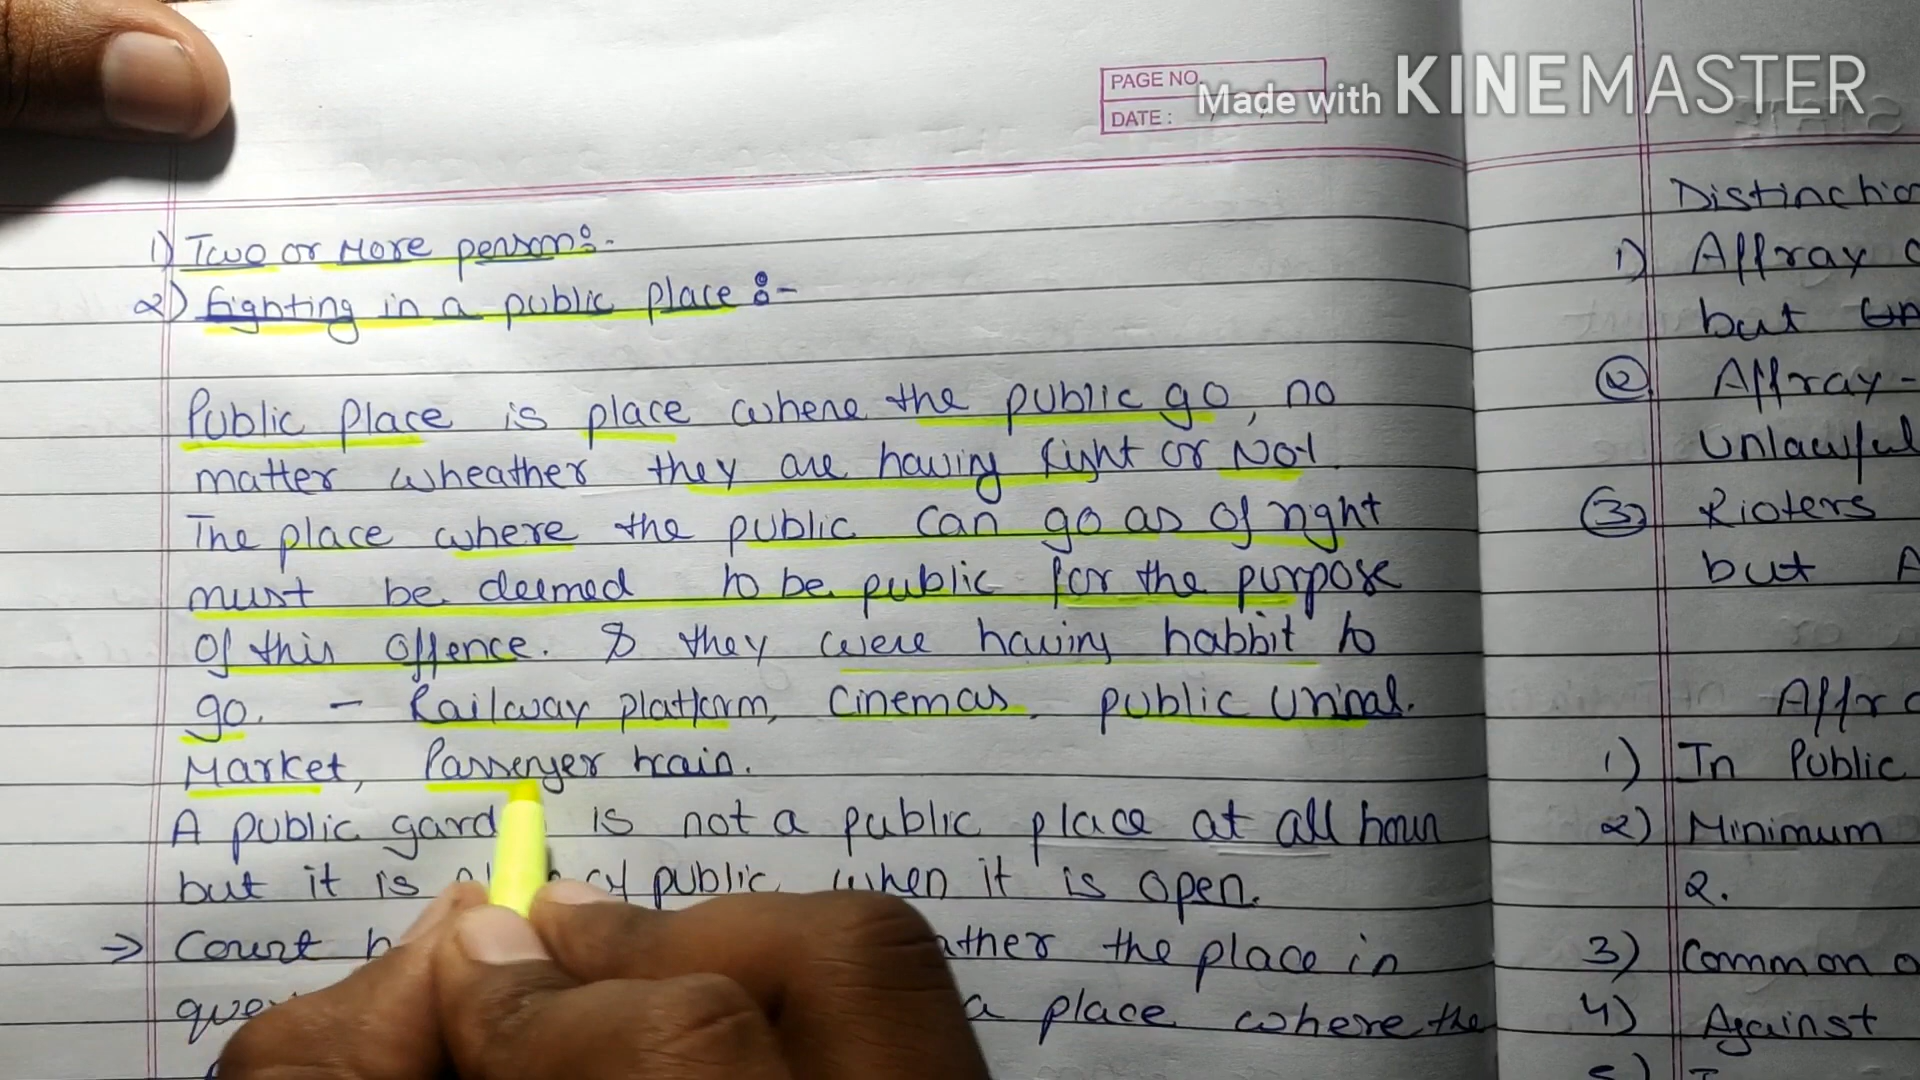 PAGE NO.
DATE :
Made with KINEMASTER
1) Two or More person:-
2) fighting in a public place :-
Public Place is place where the public go, no
matter wheather they are having Right or Not.
The place where the public can go as of right
must be deemed to be public for the purpose
of this offence. & they were having habbit to
go. - Railway platform, Cinemas, public Urinal.
Market, Passenger train.
A public is not a public place at all hour
but it is public when it is open.
→ Court the place in
a place where the
Distinctio
1) Affray
but
② Affray -
Unlawful
③ Rioters
but A
Affr
1) In Public
2) Minimum
2.
3) Common o
4) Against